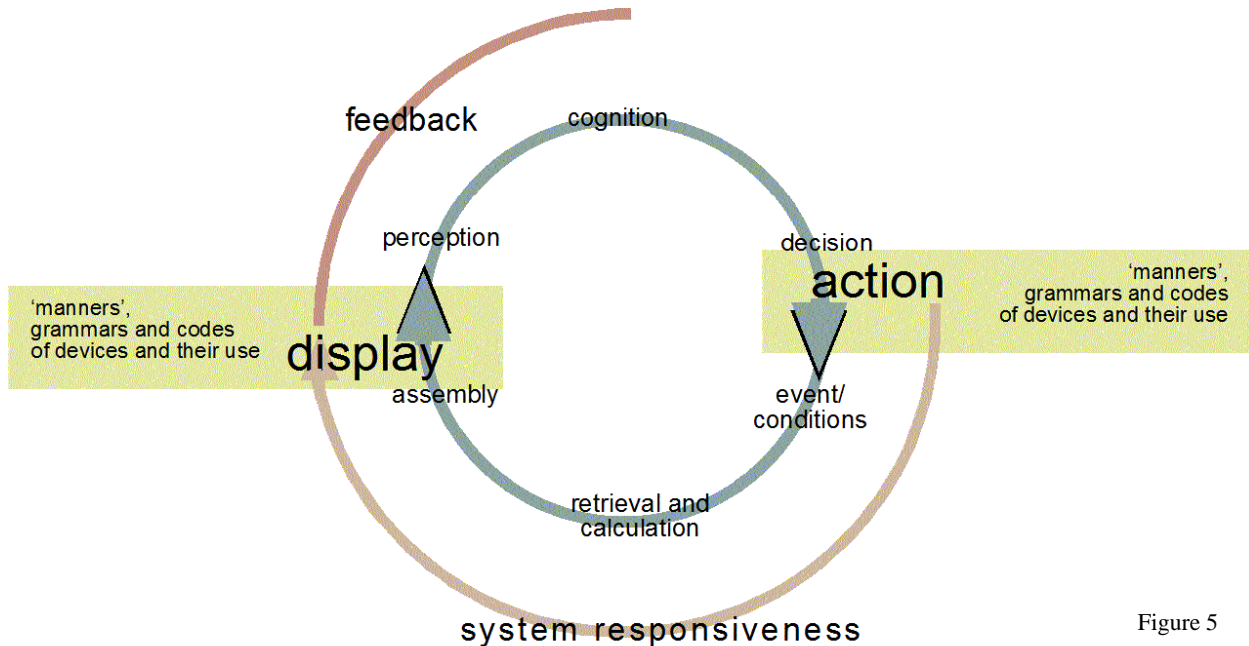 feedback
cognition
perception
decision
action
'manners',
grammars and codes
of devices and their use
'manners',
grammars and codes
of devices and their use
display
assembly
event/
conditions
retrieval and
calculation
system responsiveness
Figure 5